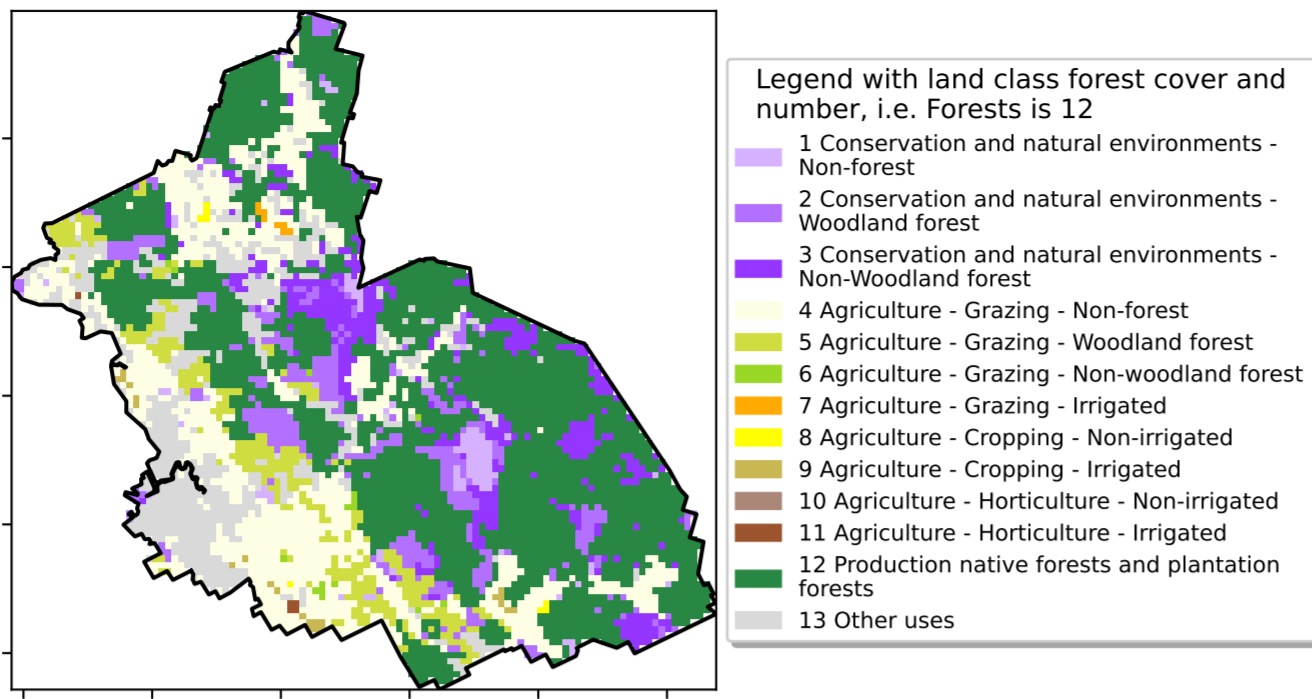 Legend with land class forest cover and
number, i.e. Forests is 12
1 Conservation and natural environments -
Non-forest
2 Conservation and natural environments -
Woodland forest
3 Conservation and natural environments -
Non-Woodland forest
4 Agriculture - Grazing - Non-forest
5 Agriculture - Grazing - Woodland forest
6 Agriculture - Grazing - Non-woodland forest
7 Agriculture - Grazing - Irrigated
8 Agriculture - Cropping - Non-irrigated
9 Agriculture - Cropping - Irrigated
10 Agriculture - Horticulture - Non-irrigated
11 Agriculture - Horticulture - Irrigated
12 Production native forests and plantation
forests
13 Other uses